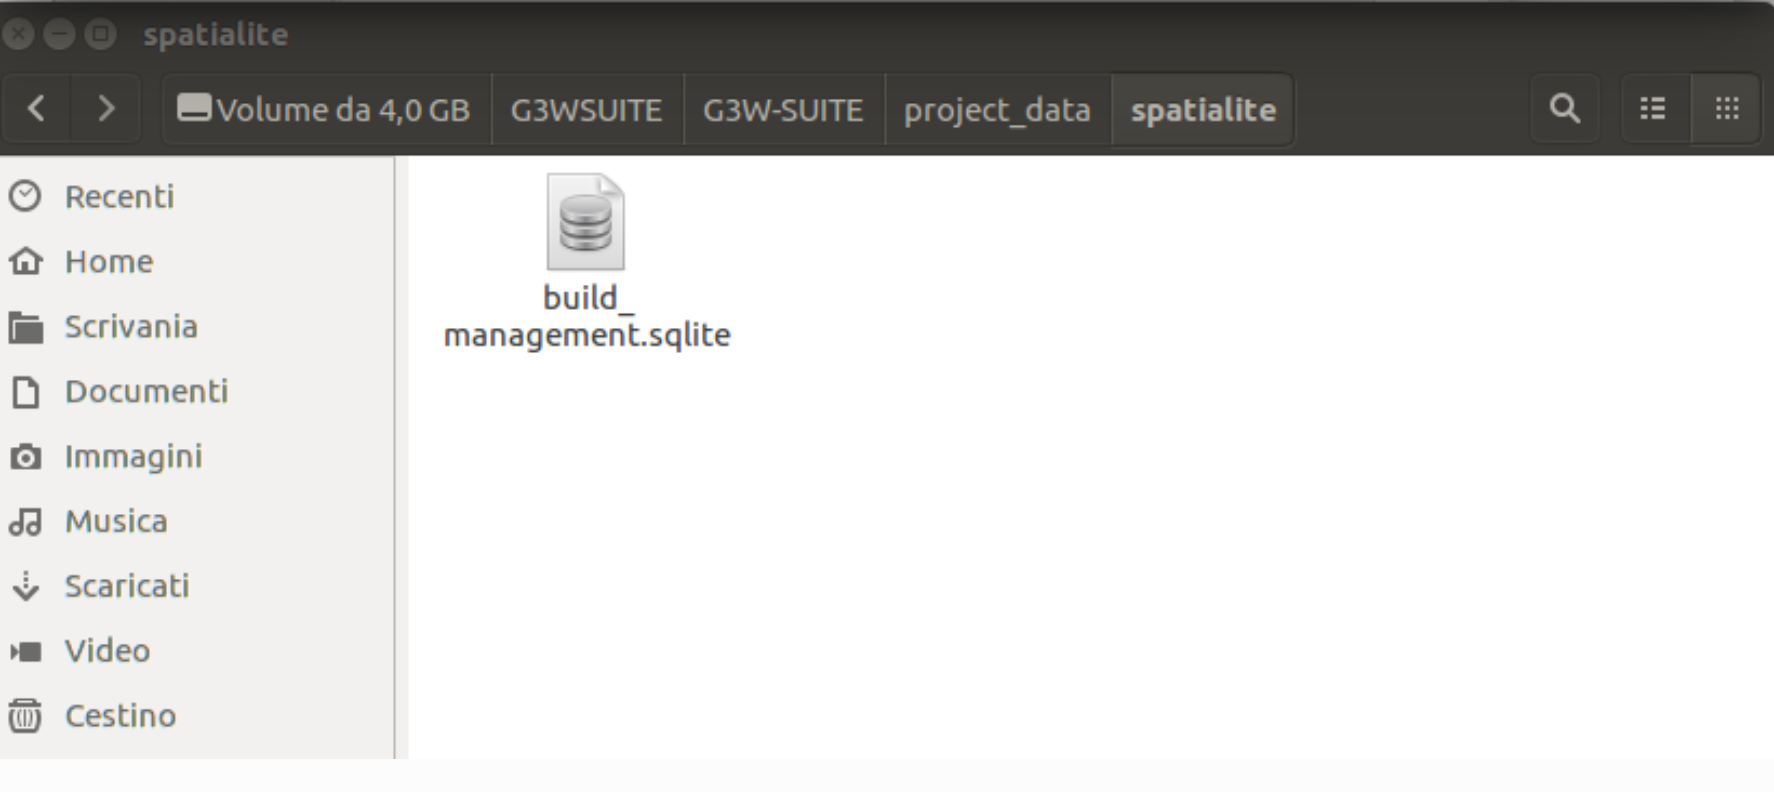 spatialite
Volume da 4,0 GB G3WSUITE G3W-SUITE project_data spatialite
Recenti
Home
Scrivania
Documenti
Immagini
Musica
Scaricati
Video
Cestino
build_
management.sqlite